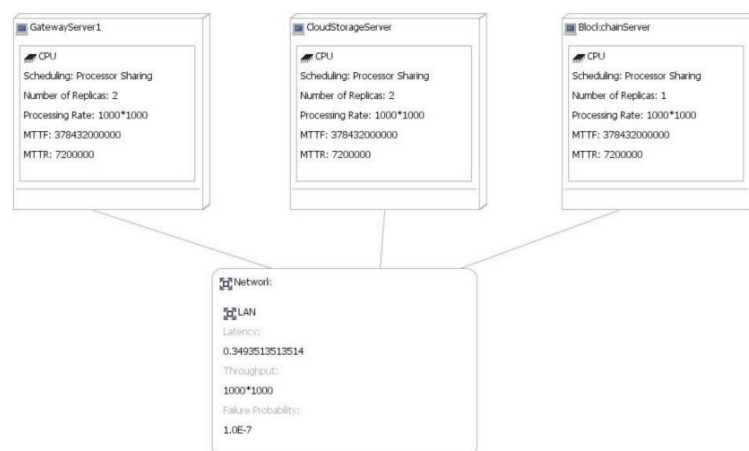 GatewayServer1
CPU
Scheduling: Processor Sharing
Number of Replicas: 2
Processing Rate: 1000*1000
MTTF: 378432000000
MTTR: 7200000
CloudStorageServer
CPU
Scheduling: Processor Sharing
Number of Replicas: 2
Processing Rate: 1000*1000
MTTF: 378432000000
MTTR: 7200000
BlockchainServer
CPU
Scheduling: Processor Sharing
Number of Replicas: 1
Processing Rate: 1000*1000
MTTF: 378432000000
MTTR: 7200000
Network:
LAN
Latency:
0.3493513513514
Throughput:
1000*1000
Failure Probability:
1.0E-7